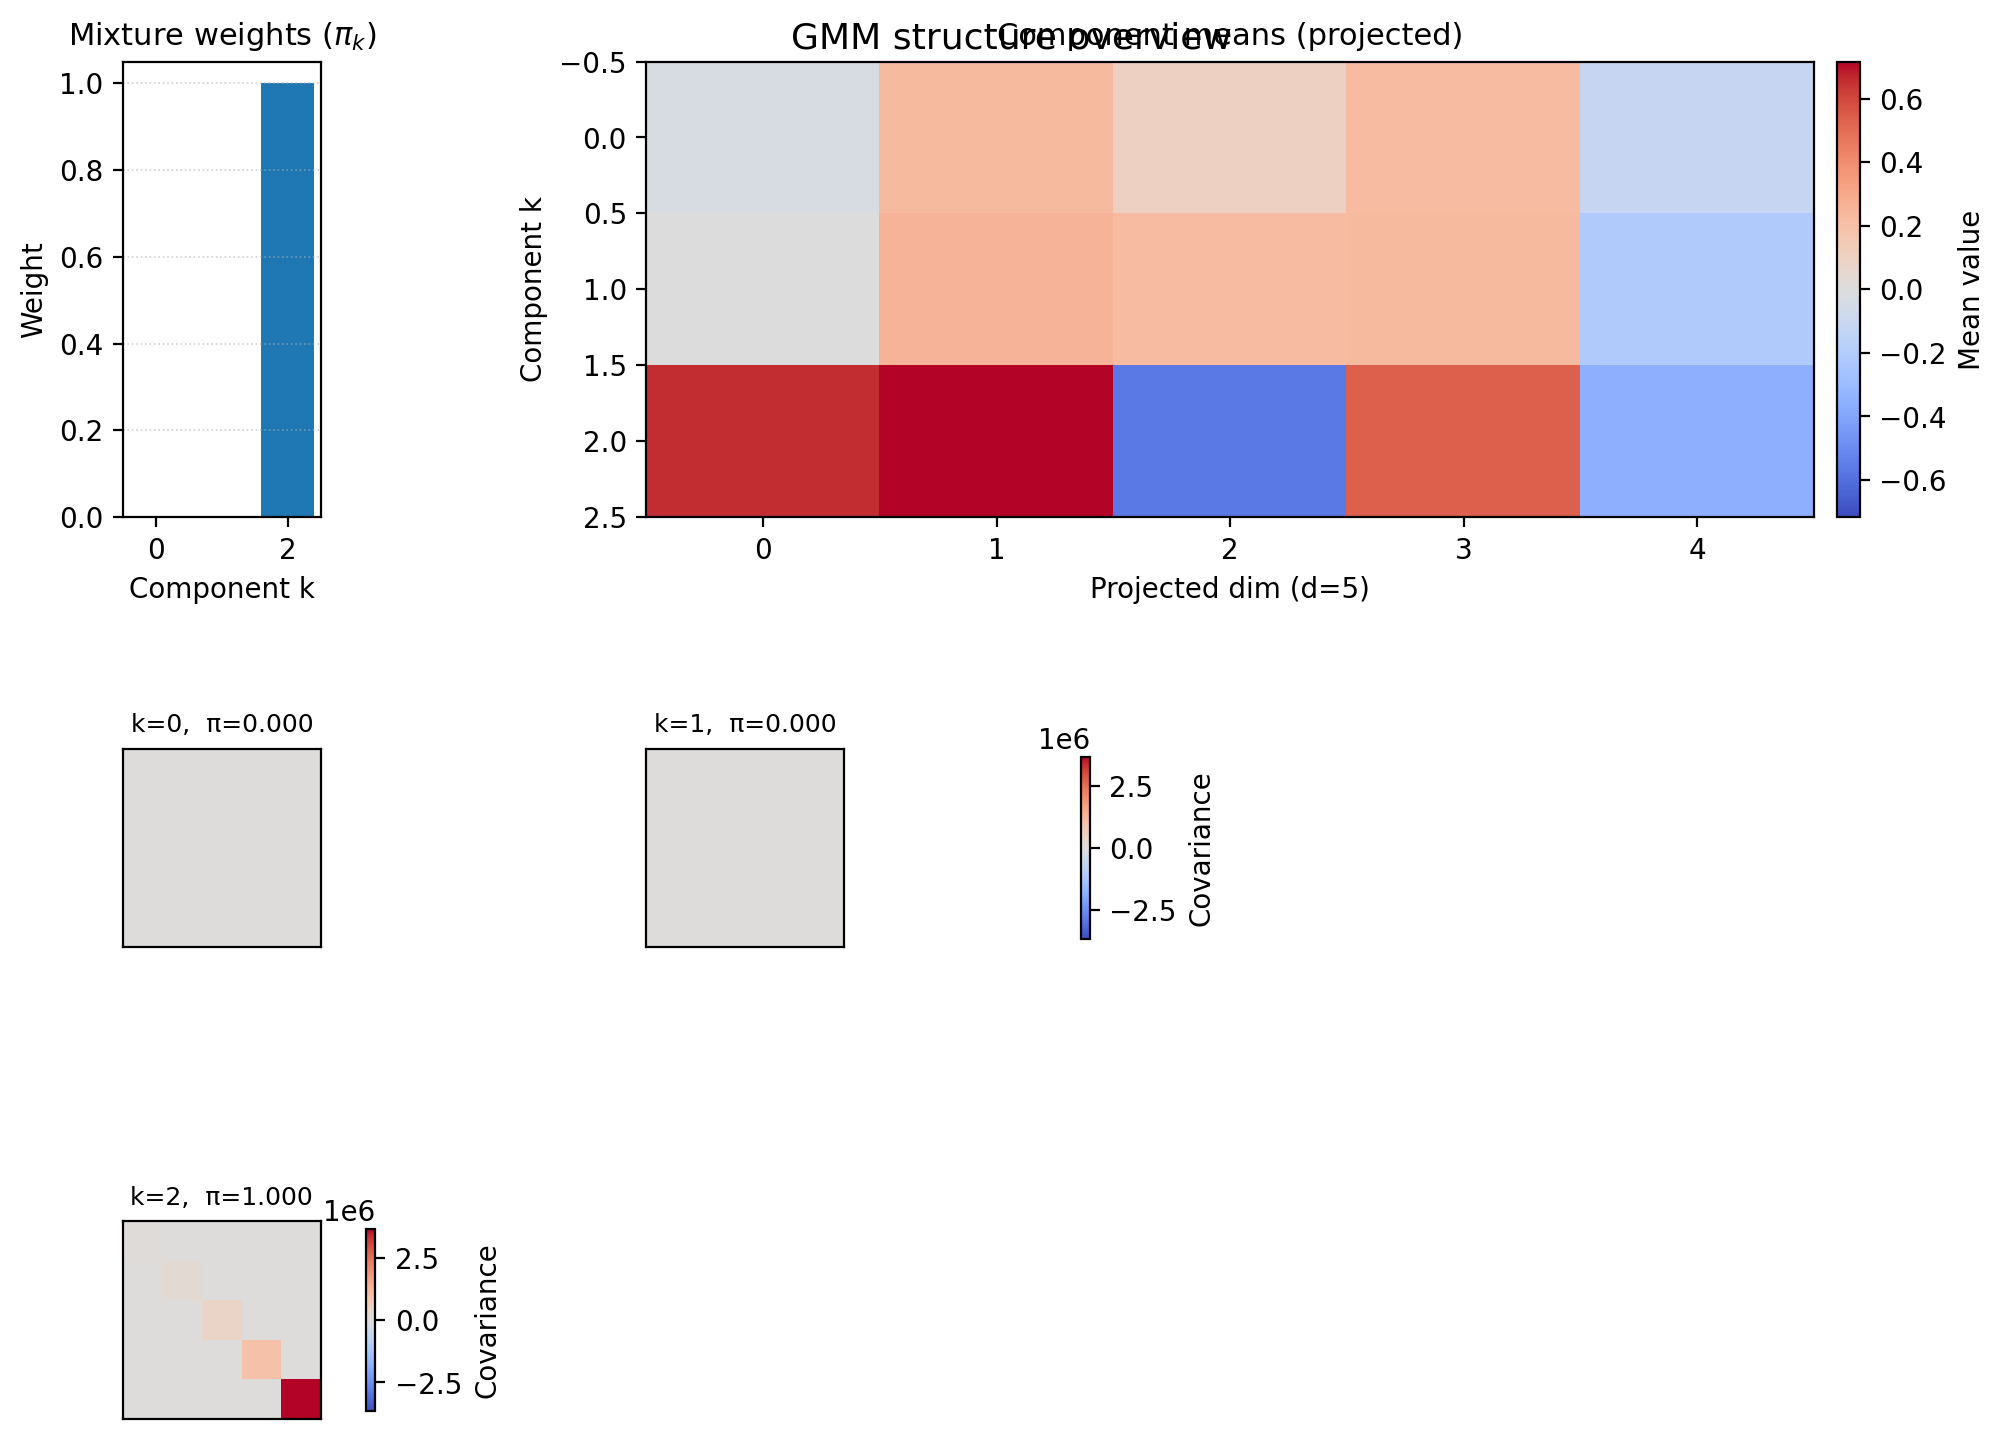 Mixture weights (π_k)
GMM structure overview
Component means (projected)
1.0
0.8
0.6
0.4
0.2
0.0
Weight
0
2
Component k
−0.5
0.0
0.5
1.0
1.5
2.0
2.5
Component k
0
1
2
3
4
Projected dim (d=5)
0.6
0.4
0.2
0.0
−0.2
−0.4
−0.6
Mean value
k=0,  π=0.000
k=1,  π=0.000
1e6
2.5
0.0
−2.5
Covariance
k=2,  π=1.000
1e6
2.5
0.0
−2.5
Covariance